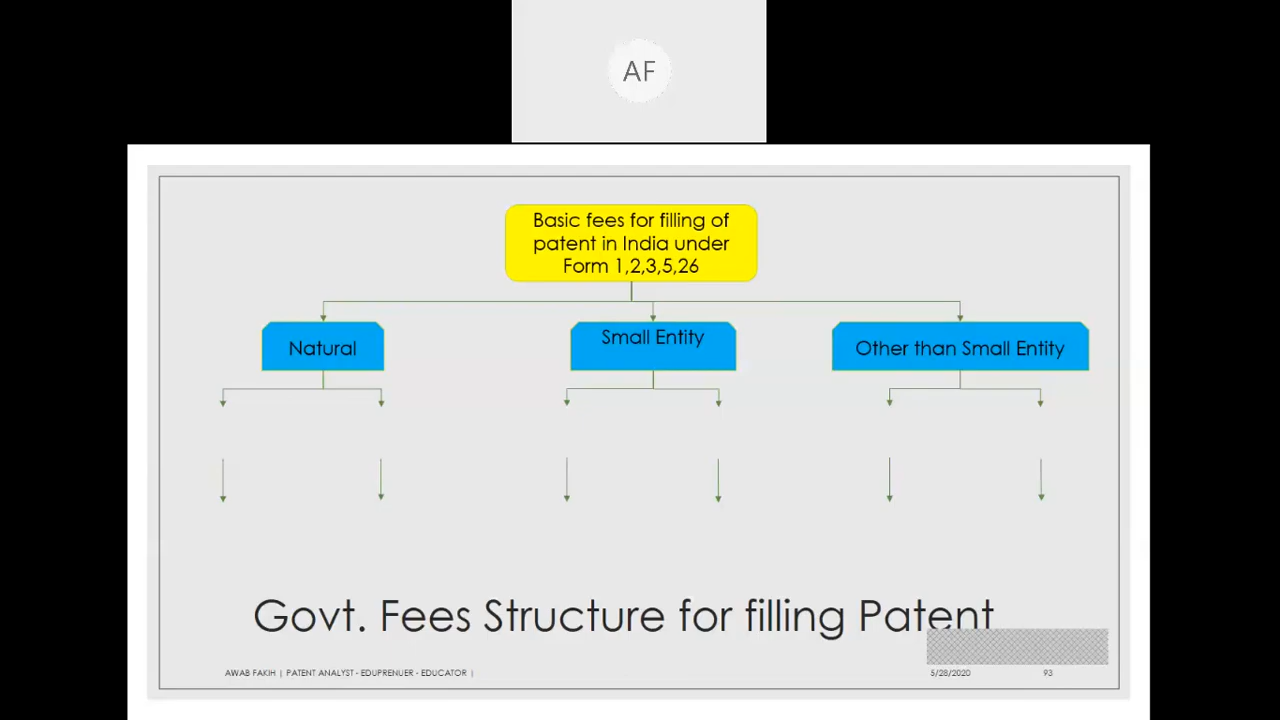 AF
Basic fees for filling of
patent in India under
Form 1,2,3,5,26
Natural
Small Entity
Other than Small Entity
Govt. Fees Structure for filling Patent
AWAB FAKIH | PATENT ANALYST - EDUPRENUER - EDUCATOR |
5/28/2020
93